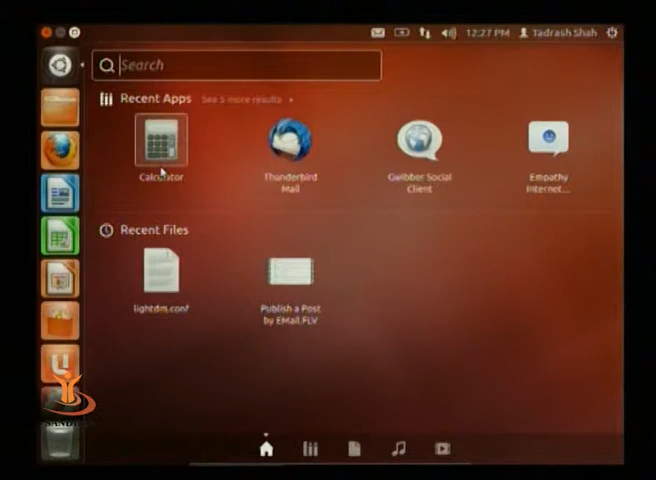 12:27 PM Tadrash Shah
Search
Recent Apps See 5 more results
Calculator
Thunderbird
Mail
Gwibber Social
Client
Empathy
Internet...
Recent Files
lightdm.conf
Publish a Post
by EMail.FLV
U